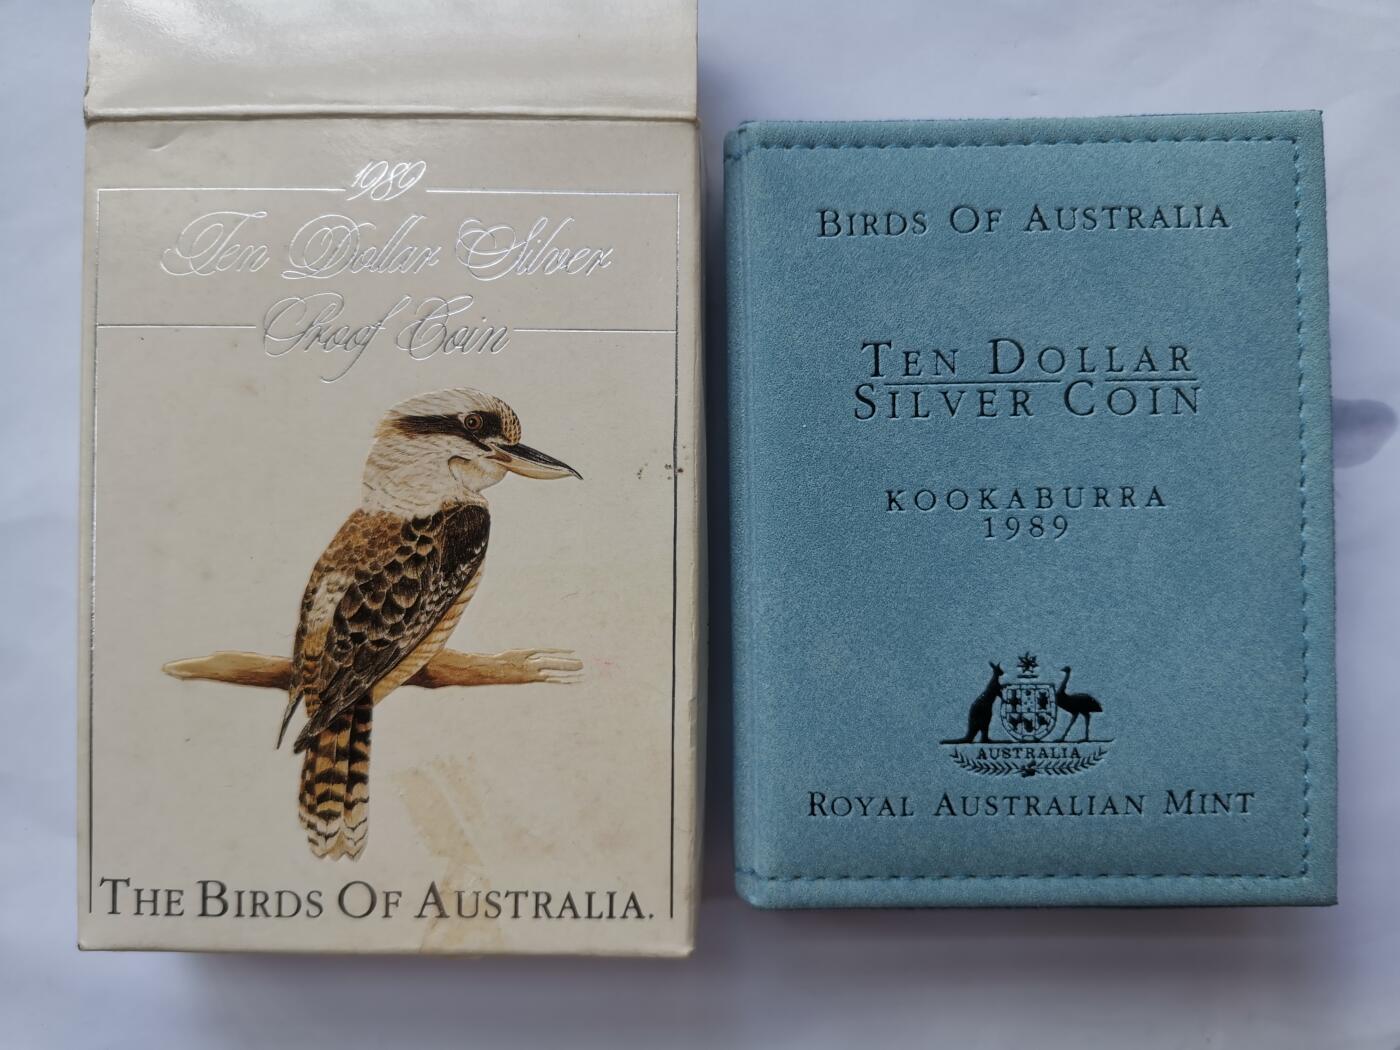 1989
Ten Dollar Silver
Proof Coin
THE BIRDS OF AUSTRALIA.
BIRDS OF AUSTRALIA
TEN DOLLAR
SILVER COIN
KOOKABURRA
1989
AUSTRALIA
ROYAL AUSTRALIAN MINT